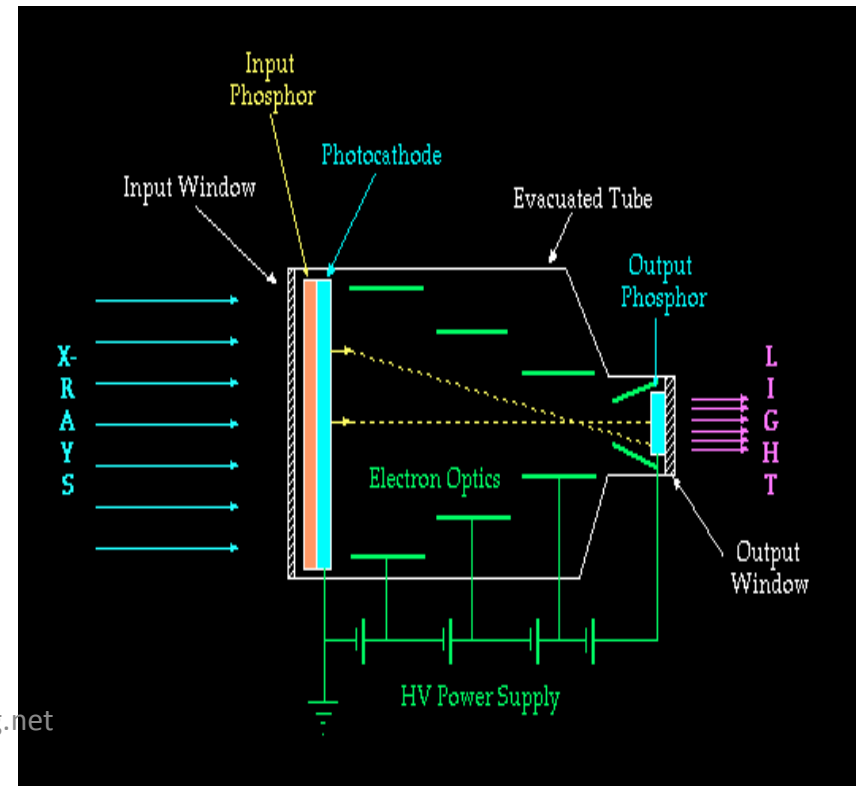 Input
Phosphor
Photocathode
Input Window
Evacuated Tube
Output
Phosphor
X-
R
A
Y
S
L
I
G
H
T
Electron Optics
Output
Window
HV Power Supply
.net